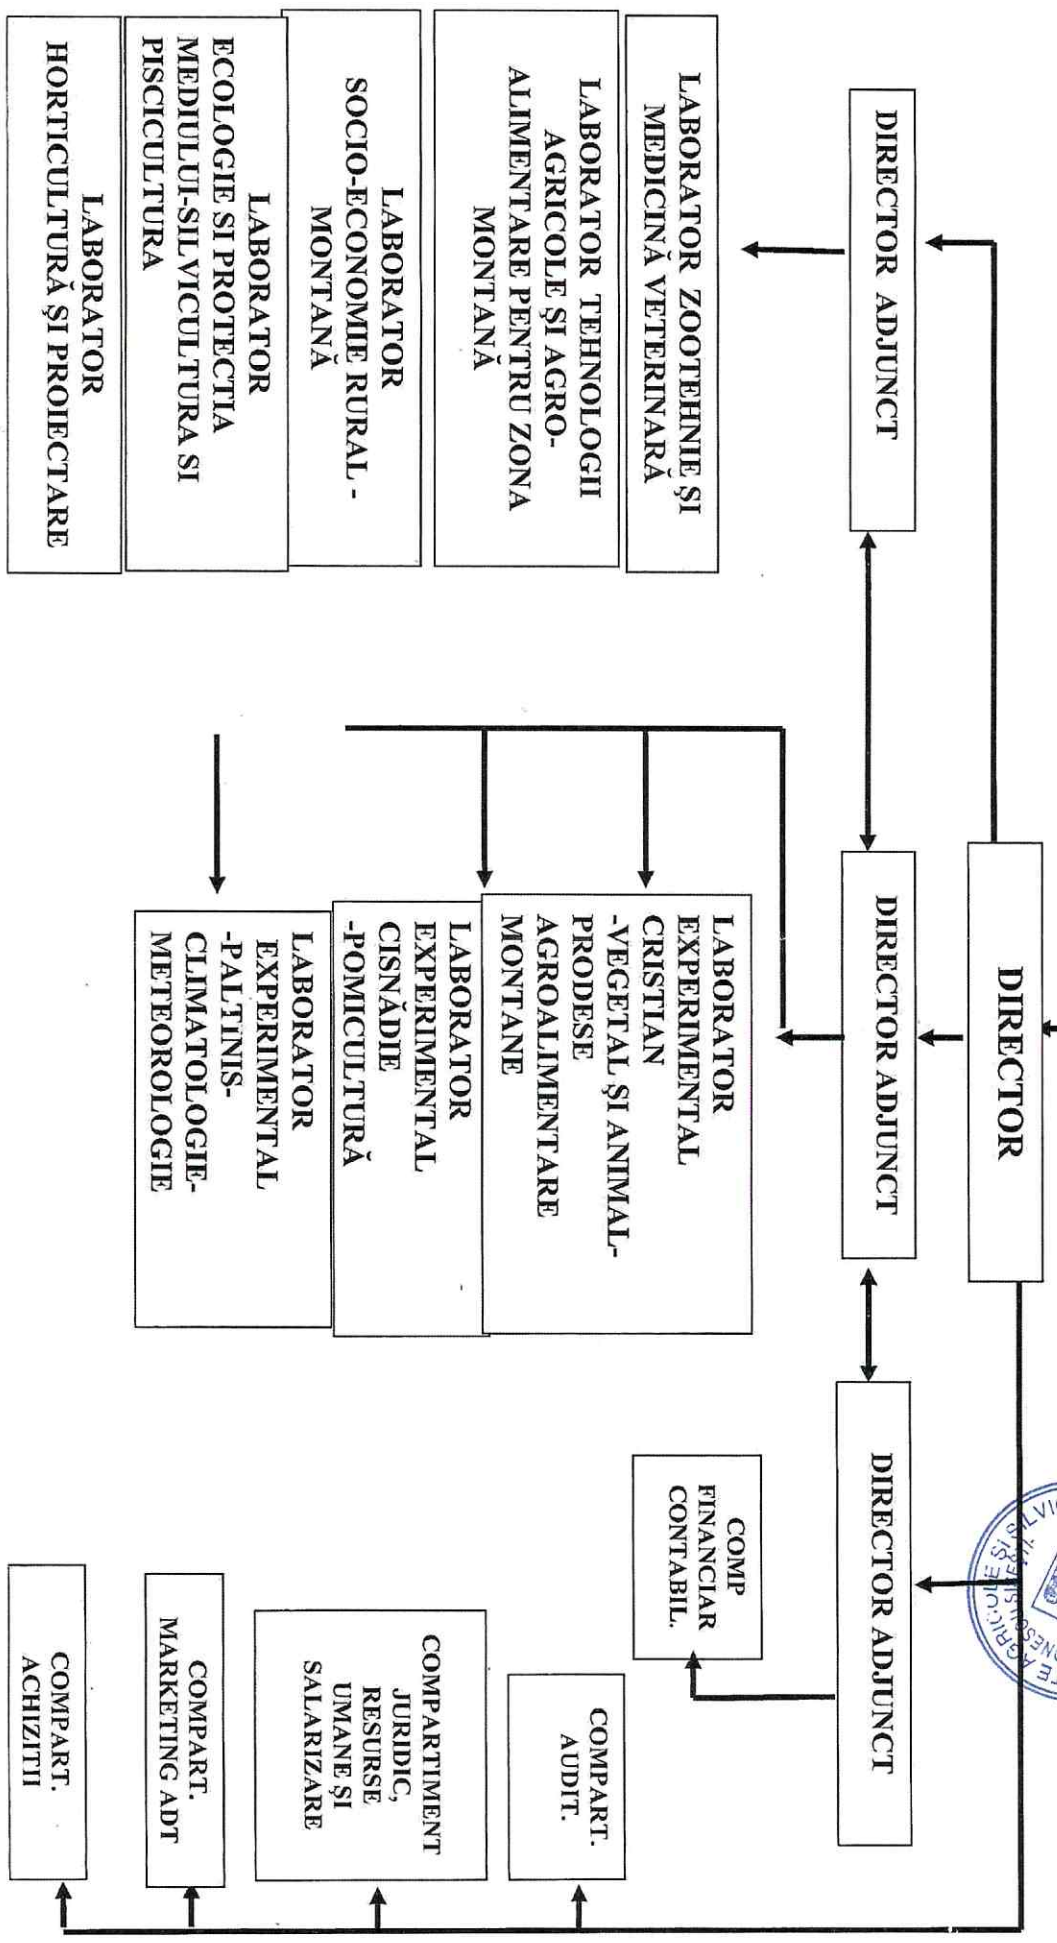 DIRECTOR
DIRECTOR ADJUNCT
DIRECTOR ADJUNCT
DIRECTOR ADJUNCT
LABORATOR ZOOTEHNIE ȘI
MEDICINĂ VETERINARĂ
LABORATOR TEHNOLOGII
AGRICOLE ȘI AGRO-
ALIMENTARE PENTRU ZONA
MONTANĂ
LABORATOR
SOCIO-ECONOMIE RURAL -
MONTANĂ
LABORATOR
ECOLOGIE SI PROTECTIA
MEDIULUI-SILVICULTURA SI
PISCICULTURA
LABORATOR
HORTICULTURĂ ȘI PROIECTARE
LABORATOR
EXPERIMENTAL
CRISTIAN
-VEGETAL ȘI ANIMAL-
PRODESE
AGROALIMENTARE
MONTANE
LABORATOR
EXPERIMENTAL
CISNĂDIE
-POMICULTURĂ
LABORATOR
EXPERIMENTAL
-PALTINIS-
CLIMATOLOGIE-
METEOROLOGIE
COMP
FINANCIAR
CONTABIL.
COMPART.
AUDIT.
COMPARTIMENT
JURIDIC,
RESURSE
UMANE ȘI
SALARIZARE
COMPART.
MARKETING ADT
COMPART.
ACHIZITII
AGRICOLE ȘI